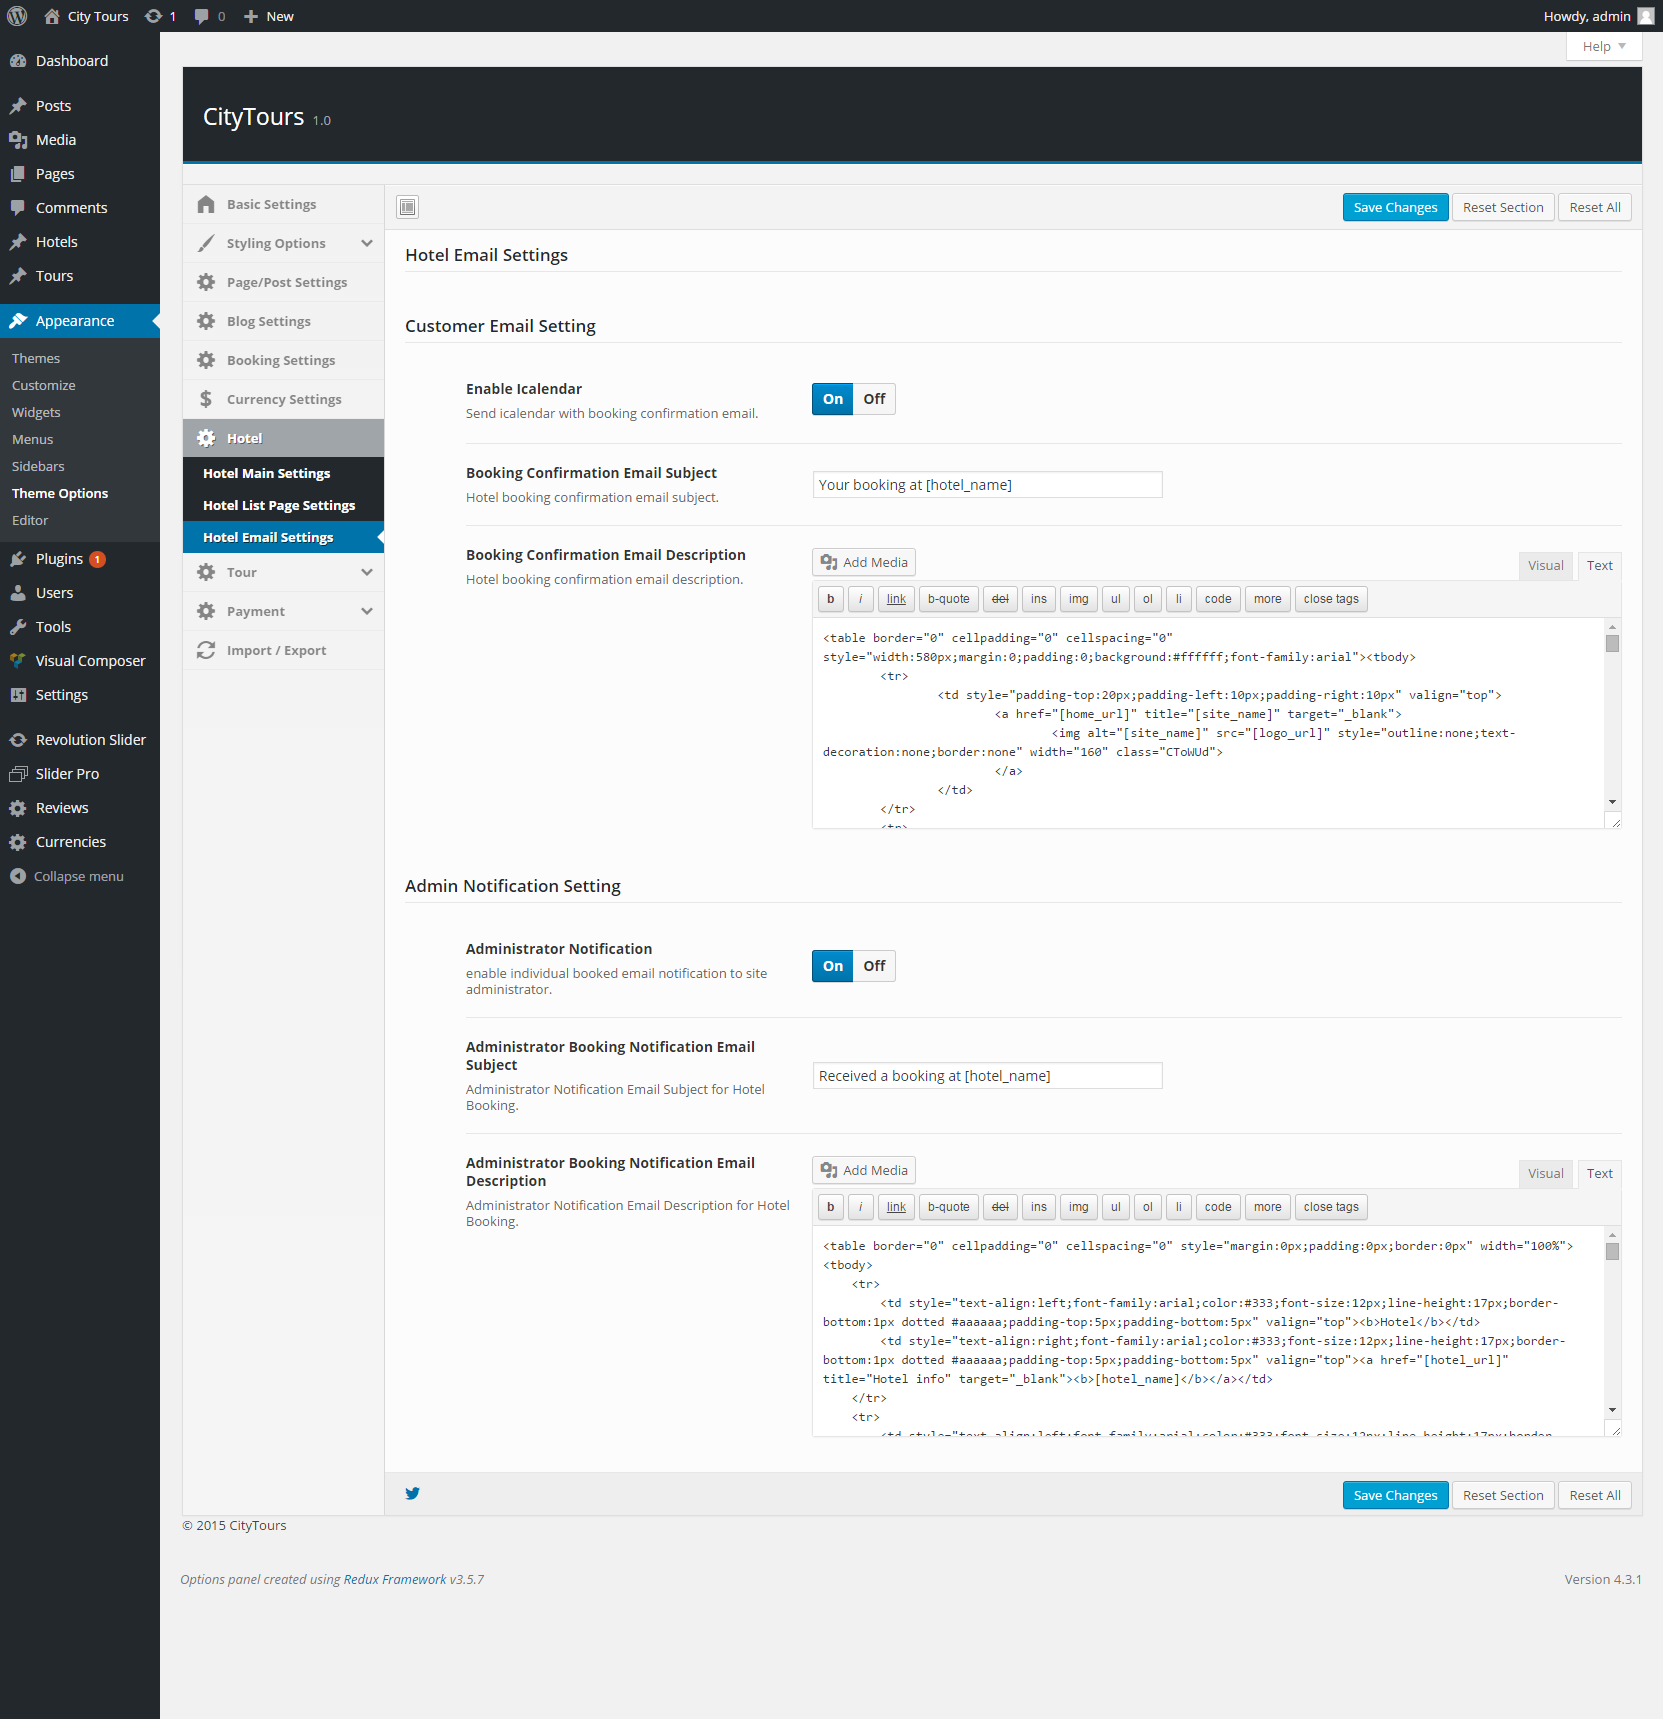 City Tours
1
0
New
Howdy, admin
Help
Dashboard
Posts
Media
Pages
Comments
Hotels
Tours
Appearance
Themes
Customize
Widgets
Menus
Sidebars
Theme Options
Editor
Plugins 1
Users
Tools
Visual Composer
Settings
Revolution Slider
Slider Pro
Reviews
Currencies
Collapse menu
CityTours 1.0
Basic Settings
Styling Options
Page/Post Settings
Blog Settings
Booking Settings
Currency Settings
Hotel
Hotel Main Settings
Hotel List Page Settings
Hotel Email Settings
Tour
Payment
Import / Export
Save Changes
Reset Section
Reset All
Hotel Email Settings
Customer Email Setting
Enable Icalendar
Send icalendar with booking confirmation email.
On Off
Booking Confirmation Email Subject
Hotel booking confirmation email subject.
Your booking at [hotel_name]
Booking Confirmation Email Description
Hotel booking confirmation email description.
Add Media
Visual Text
b i link b-quote del ins img ul ol li code more close tags
<table border="0" cellpadding="0" cellspacing="0"
style="width:580px;margin:0;padding:0;background:#ffffff;font-family:arial"><tbody>
<tr>
<td style="padding-top:20px;padding-left:10px;padding-right:10px" valign="top">
<a href="[home_url]" title="[site_name]" target="_blank">
<img alt="[site_name]" src="[logo_url]" style="outline:none;text-
decoration:none;border:none" width="160" class="CToWUd">
</a>
</td>
</tr>
<tr>
Admin Notification Setting
Administrator Notification
enable individual booked email notification to site
administrator.
On Off
Administrator Booking Notification Email
Subject
Administrator Notification Email Subject for Hotel
Booking.
Received a booking at [hotel_name]
Administrator Booking Notification Email
Description
Administrator Notification Email Description for Hotel
Booking.
Add Media
Visual Text
b i link b-quote del ins img ul ol li code more close tags
<table border="0" cellpadding="0" cellspacing="0" style="margin:0px;padding:0px;border:0px" width="100%">
<tbody>
<tr>
<td style="text-align:left;font-family:arial;color:#333;font-size:12px;line-height:17px;border-
bottom:1px dotted #aaaaaa;padding-top:5px;padding-bottom:5px" valign="top"><b>Hotel</b></td>
<td style="text-align:right;font-family:arial;color:#333;font-size:12px;line-height:17px;border-
bottom:1px dotted #aaaaaa;padding-top:5px;padding-bottom:5px" valign="top"><a href="[hotel_url]"
title="Hotel info" target="_blank"><b>[hotel_name]</b></a></td>
</tr>
<tr>
<td style="text-align:left;font-family:arial;color:#333;font-size:12px;line-height:17px;border-
Save Changes
Reset Section
Reset All
© 2015 CityTours
Options panel created using Redux Framework v3.5.7
Version 4.3.1